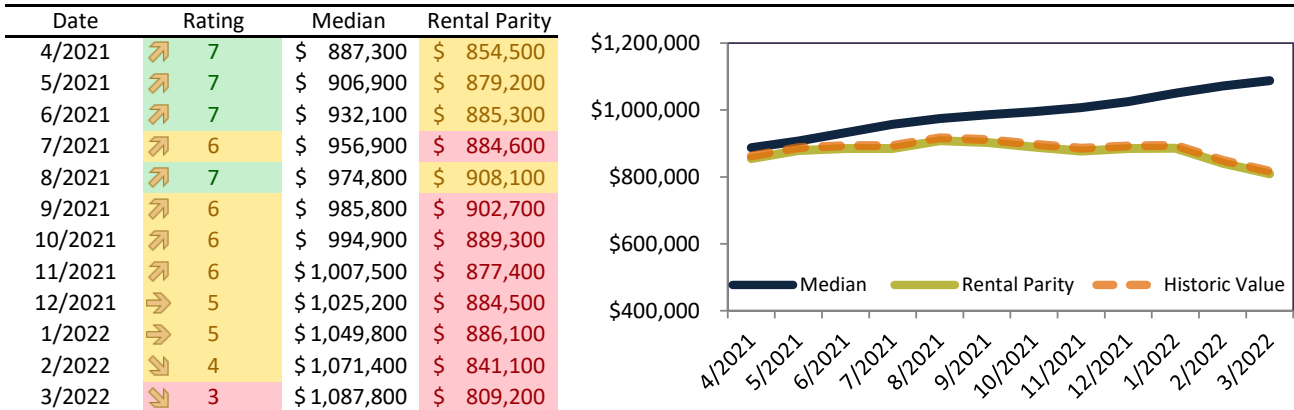 Date Rating Median Rental Parity
4/2021 7 $ 887,300 $ 854,500
5/2021 7 $ 906,900 $ 879,200
6/2021 7 $ 932,100 $ 885,300
7/2021 6 $ 956,900 $ 884,600
8/2021 7 $ 974,800 $ 908,100
9/2021 6 $ 985,800 $ 902,700
10/2021 6 $ 994,900 $ 889,300
11/2021 6 $ 1,007,500 $ 877,400
12/2021 5 $ 1,025,200 $ 884,500
1/2022 5 $ 1,049,800 $ 886,100
2/2022 4 $ 1,071,400 $ 841,100
3/2022 3 $ 1,087,800 $ 809,200
$1,200,000
$1,000,000
$800,000
$600,000
$400,000
Median Rental Parity Historic Value
4/2021 5/2021 6/2021 7/2021 8/2021 9/2021 10/2021 11/2021 12/2021 1/2022 2/2022 3/2022